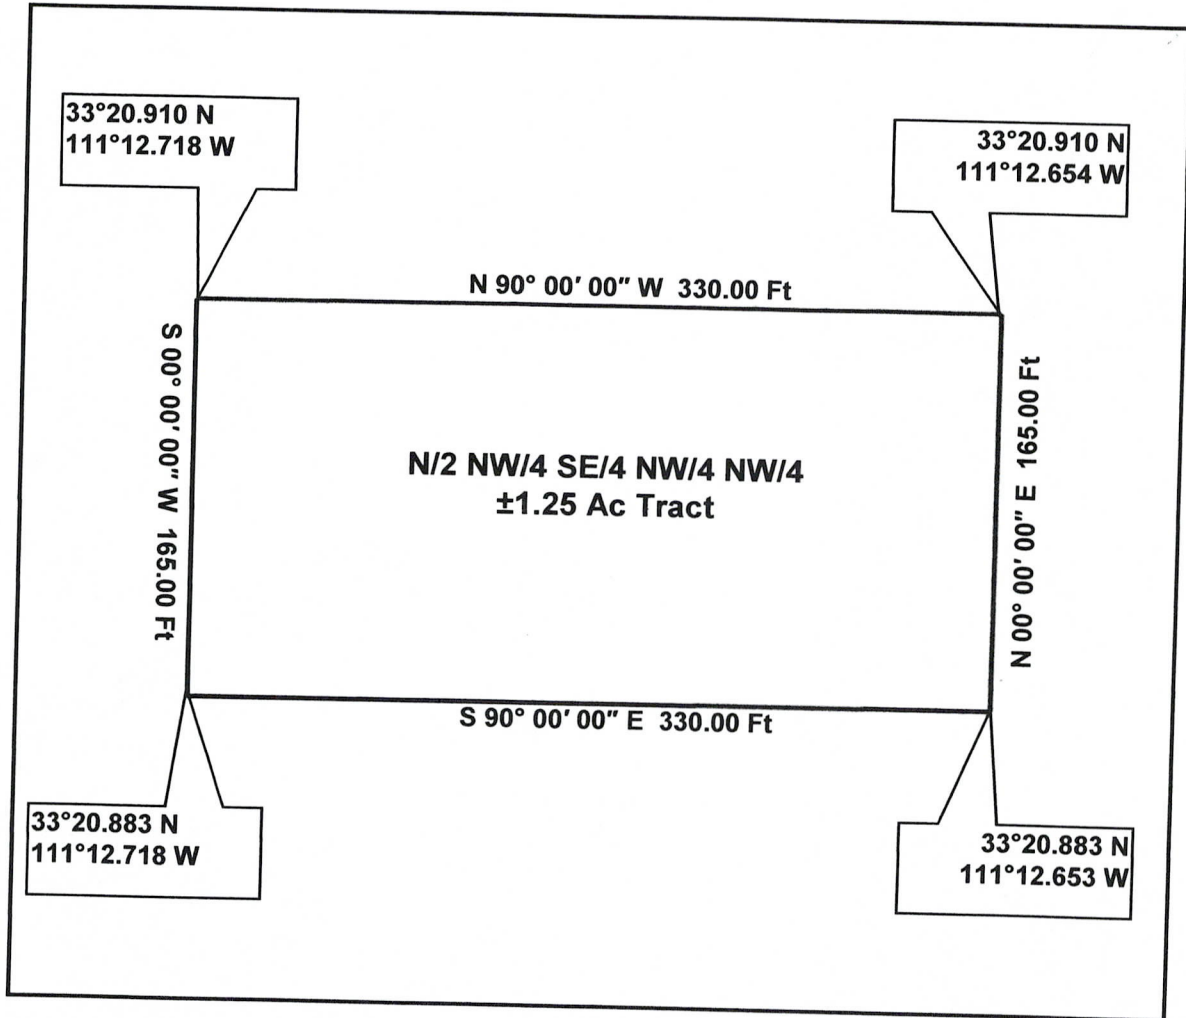 33°20.910 N
111°12.718 W
33°20.910 N
111°12.654 W
N 90° 00' 00" W 330.00 Ft
S 00° 00' 00" W 165.00 Ft
N/2 NW/4 SE/4 NW/4 NW/4
±1.25 Ac Tract
N 00° 00' 00" E 165.00 Ft
S 90° 00' 00" E 330.00 Ft
33°20.883 N
111°12.718 W
33°20.883 N
111°12.653 W